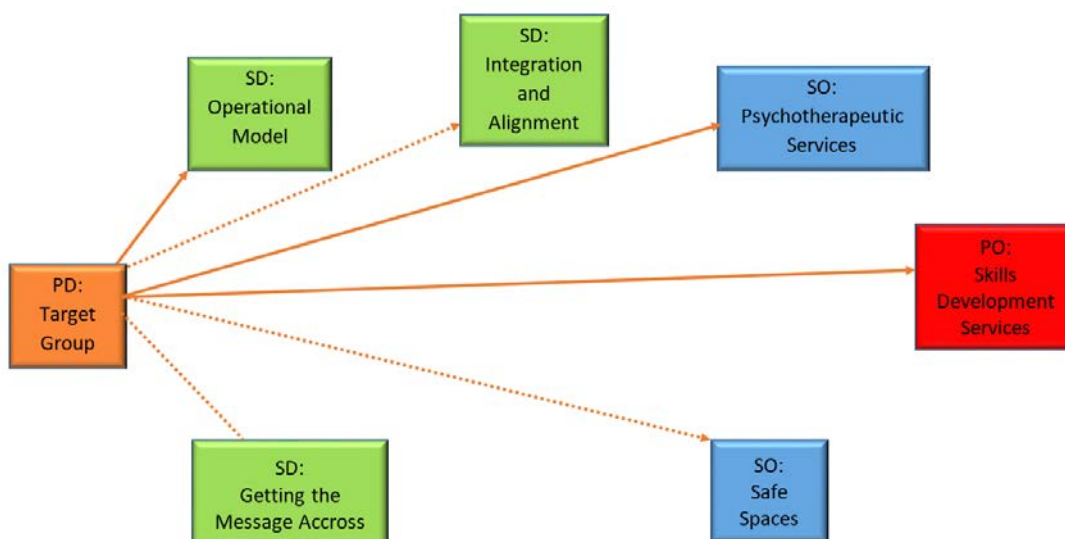 SD:
Operational
Model
SD:
Integration
and
Alignment
SO:
Psychotherapeutic
Services
PO:
Skills
Development
Services
PD:
Target
Group
SD:
Getting the
Message Accross
SO:
Safe
Spaces